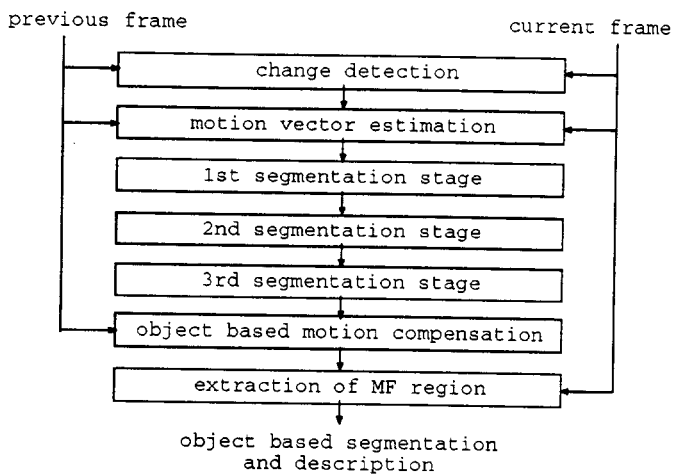 previous frame
current frame
change detection
motion vector estimation
1st segmentation stage
2nd segmentation stage
3rd segmentation stage
object based motion compensation
extraction of MF region
object based segmentation
and description